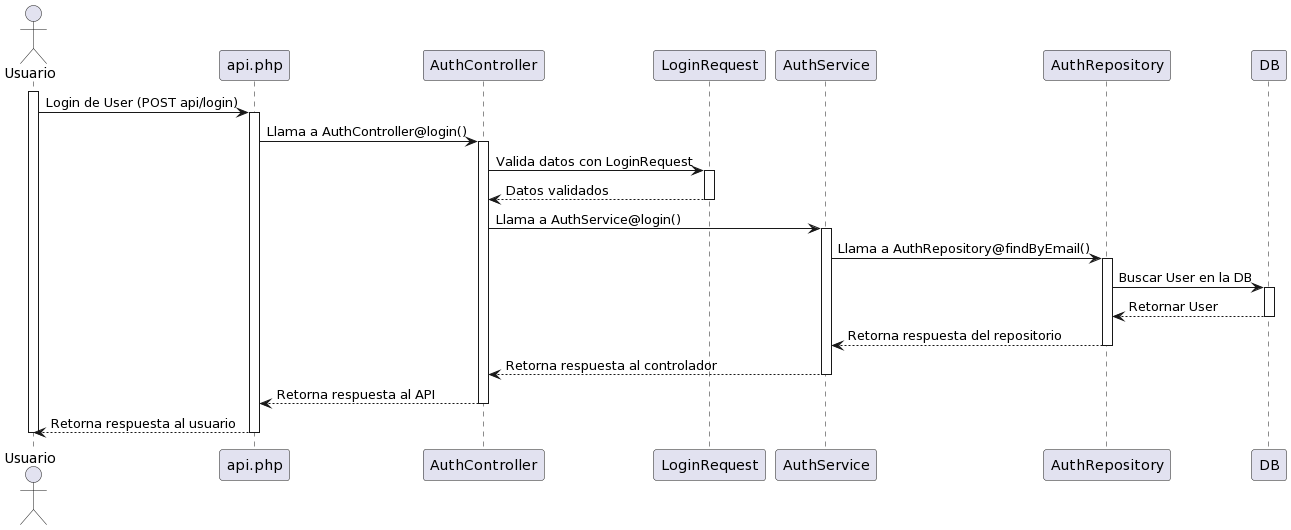 Usuario
api.php
AuthController
LoginRequest
AuthService
AuthRepository
DB
Login de User (POST api/login)
Llama a AuthController@login()
Valida datos con LoginRequest
Datos validados
Llama a AuthService@login()
Llama a AuthRepository@findByEmail()
Buscar User en la DB
Retornar User
Retorna respuesta del repositorio
Retorna respuesta al controlador
Retorna respuesta al API
Retorna respuesta al usuario
Usuario
api.php
AuthController
LoginRequest
AuthService
AuthRepository
DB